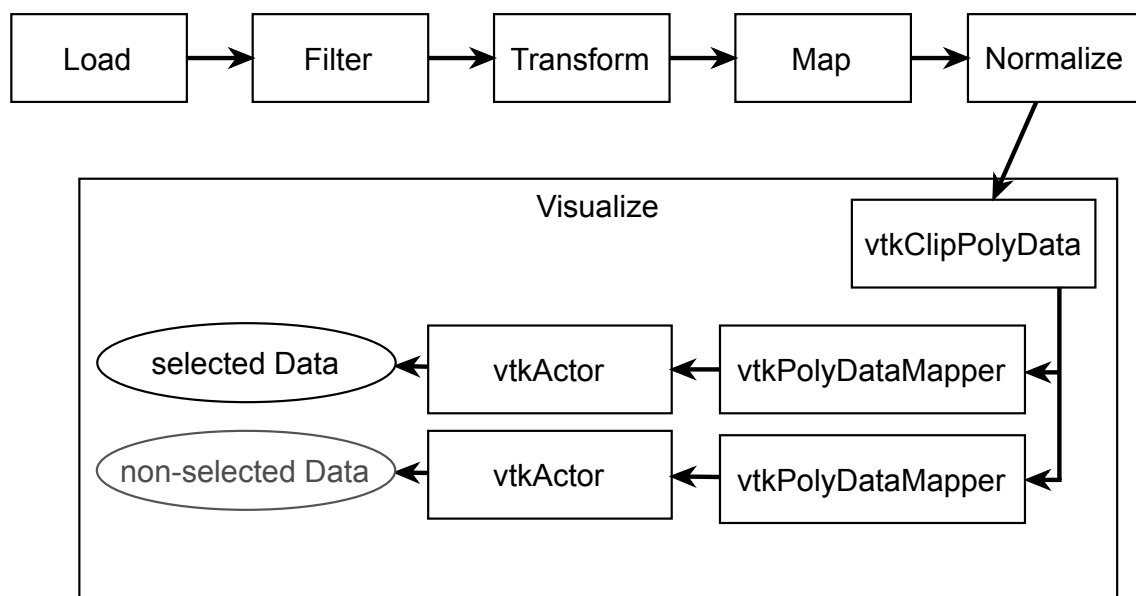 Load
Filter
Transform
Map
Normalize
Visualize
vtkClipPolyData
selected Data
vtkActor
vtkPolyDataMapper
non-selected Data
vtkActor
vtkPolyDataMapper